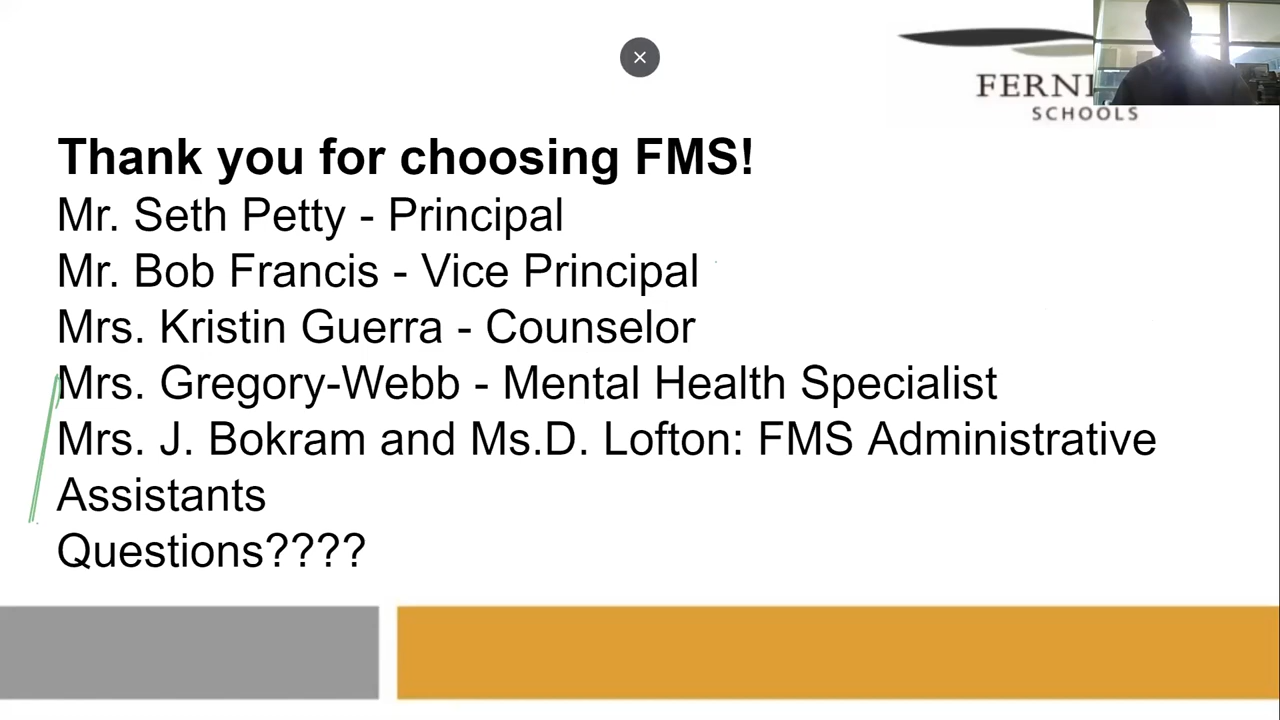 SCHOOLS
Thank you for choosing FMS!
Mr. Seth Petty - Principal
Mr. Bob Francis - Vice Principal
Mrs. Kristin Guerra - Counselor
Mrs. Gregory-Webb - Mental Health Specialist
Mrs. J. Bokram and Ms.D. Lofton: FMS Administrative
Assistants
Questions????